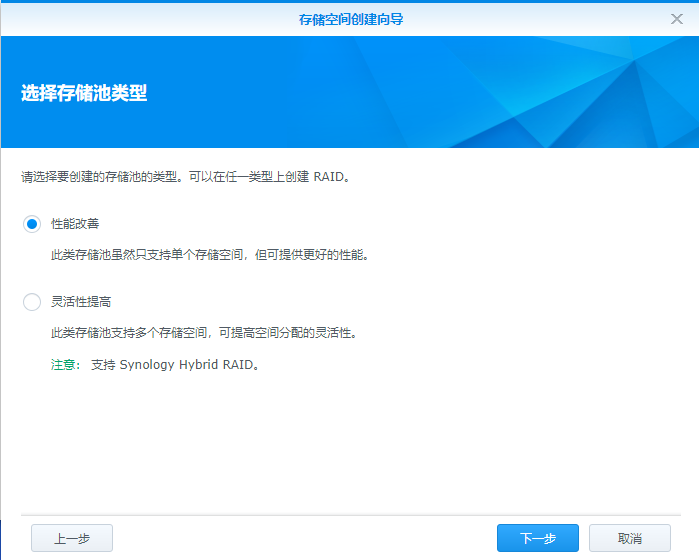 存储空间创建向导
选择存储池类型
请选择要创建的存储池的类型。可以在任一类型上创建 RAID。
性能改善
此类存储池虽然只支持单个存储空间，但可提供更好的性能。
灵活性提高
此类存储池支持多个存储空间，可提高空间分配的灵活性。
注意： 支持 Synology Hybrid RAID。
上一步 下一步 取消